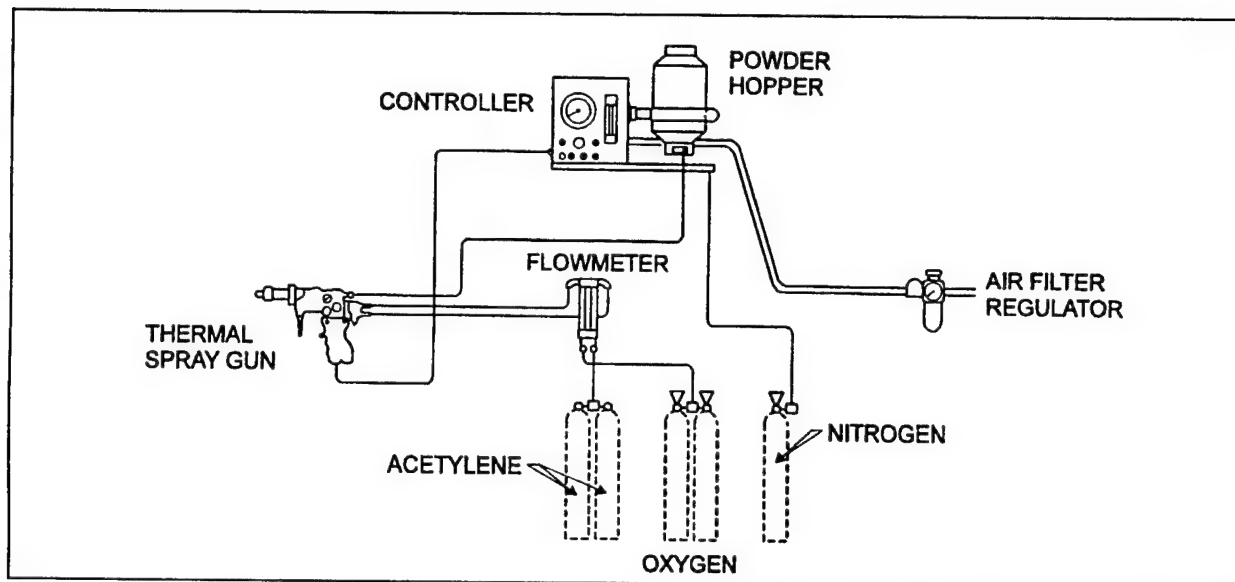 POWDER
HOPPER
CONTROLLER
FLOWMETER
AIR FILTER
REGULATOR
THERMAL
SPRAY GUN
NITROGEN
ACETYLENE
OXYGEN